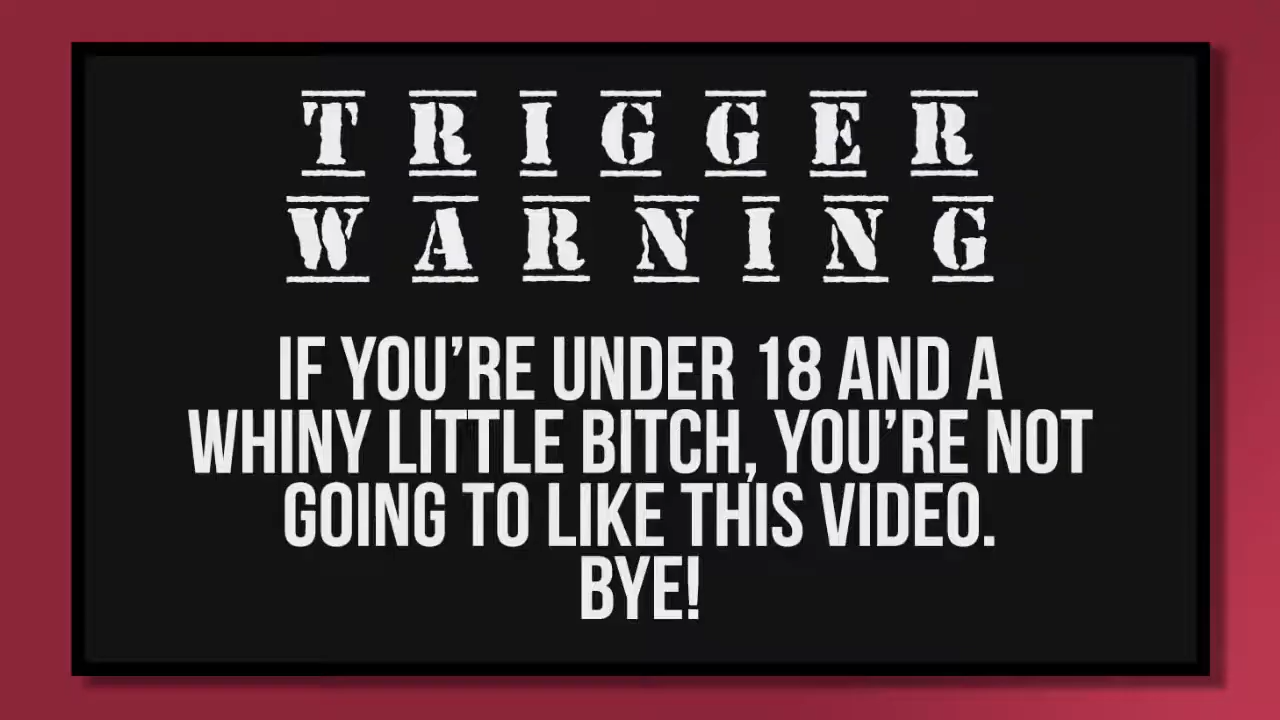 TRIGGER
WARNING
IF YOU'RE UNDER 18 AND A
WHINY LITTLE BITCH, YOU'RE NOT
GOING TO LIKE THIS VIDEO.
BYE!